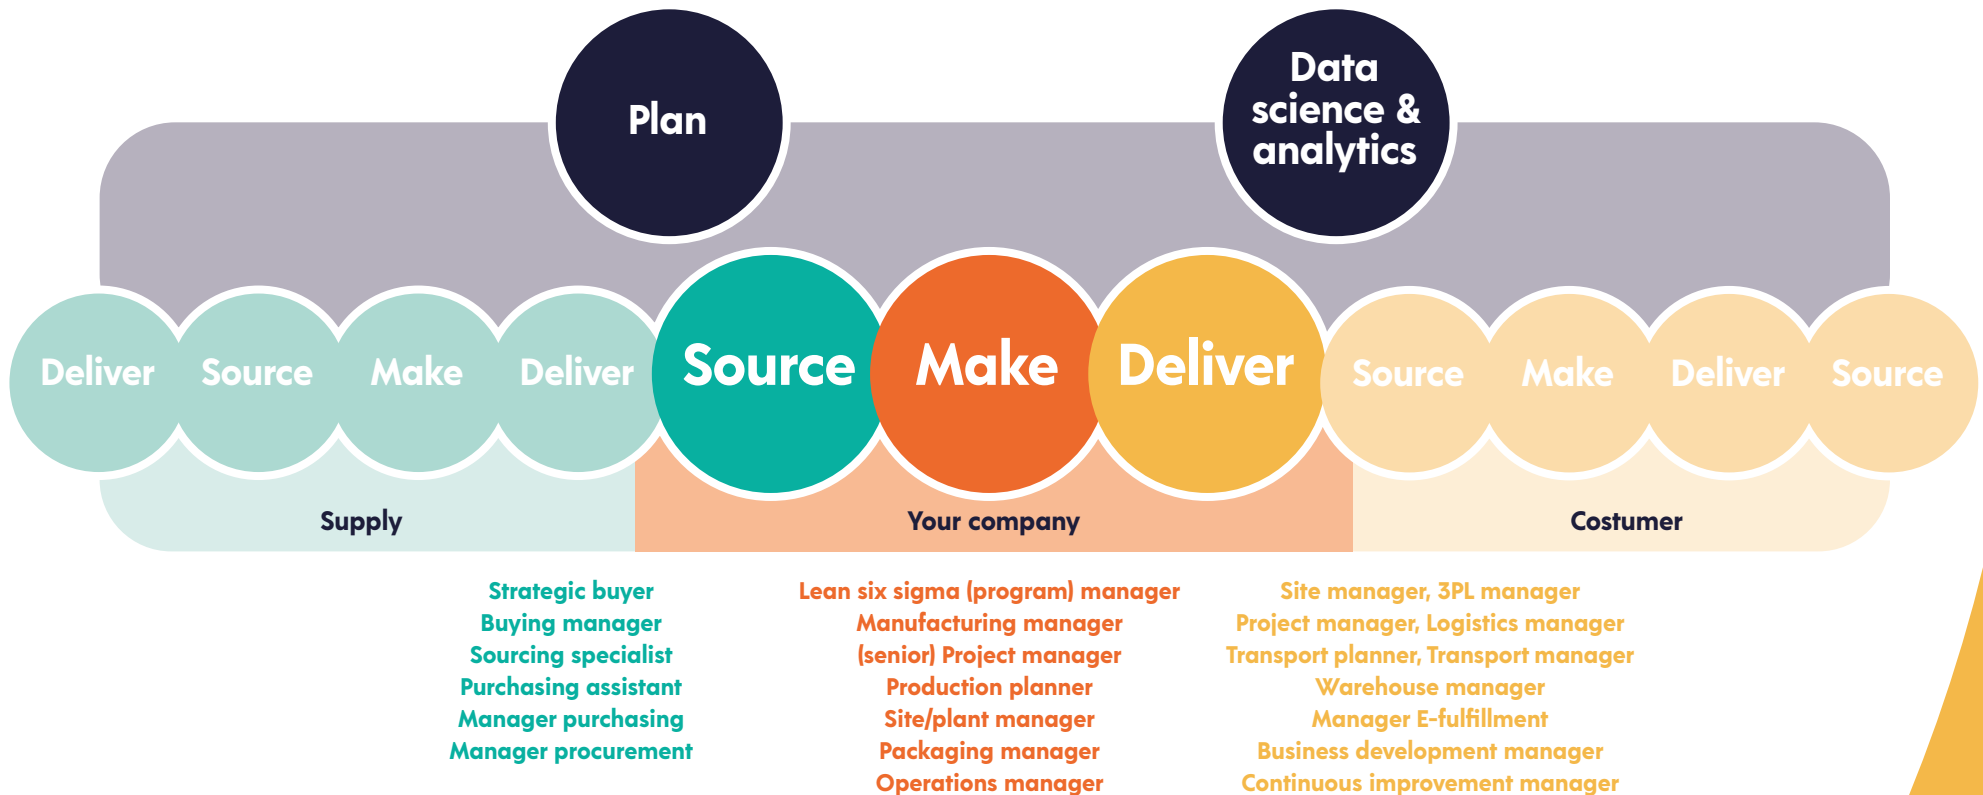 Plan
Data
science &
analytics
Deliver
Source
Make
Deliver
Source
Make
Deliver
Source
Make
Deliver
Source
Supply
Your company
Costumer
Strategic buyer
Buying manager
Sourcing specialist
Purchasing assistant
Manager purchasing
Manager procurement
Lean six sigma (program) manager
Manufacturing manager
(senior) Project manager
Production planner
Site/plant manager
Packaging manager
Operations manager
Site manager, 3PL manager
Project manager, Logistics manager
Transport planner, Transport manager
Warehouse manager
Manager E-fulfillment
Business development manager
Continuous improvement manager